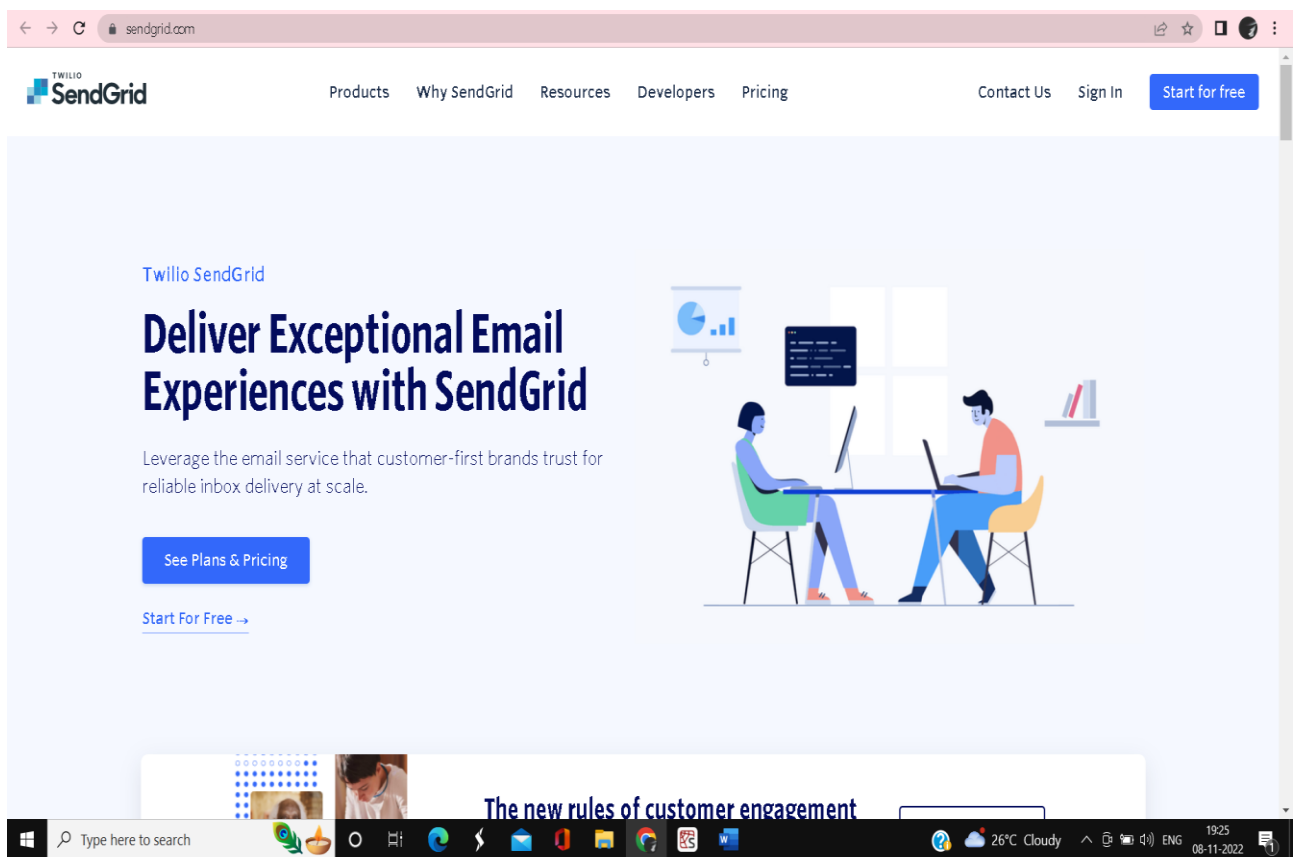 sendgrid.com
TWILIO
SendGrid
Products Why SendGrid Resources Developers Pricing Contact Us Sign In Start for free
Twilio SendGrid
Deliver Exceptional Email
Experiences with SendGrid
Leverage the email service that customer-first brands trust for
reliable inbox delivery at scale.
See Plans & Pricing
Start For Free →
The new rules of customer engagement
Type here to search
26°C Cloudy
ENG
19:25
08-11-2022
1